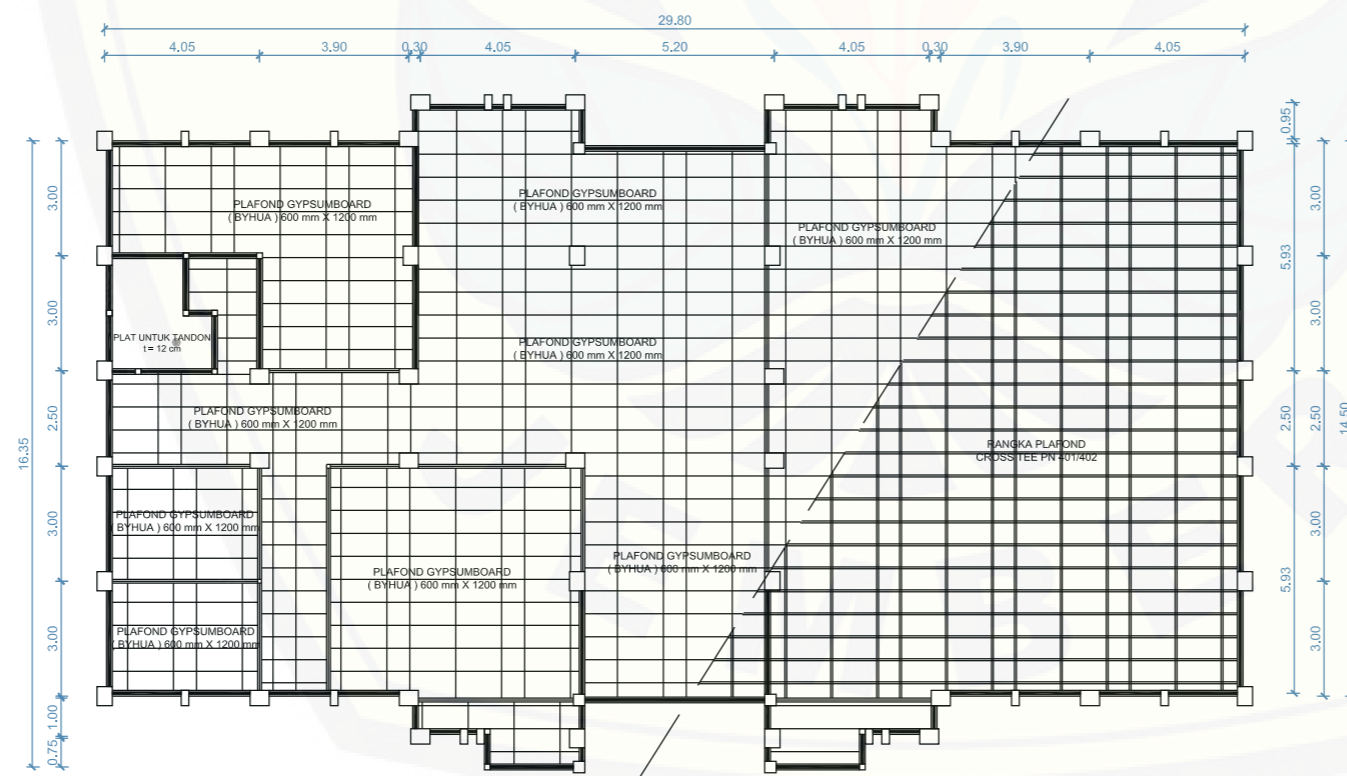 29.80
4.05 3.90 0.30 4.05 5.20 4.05 0.30 3.90 4.05
0.95
3.00
3.00
2.50
3.00
3.00
1.00
0.75
16.35
PLAFOND GYPSUMBOARD
( BYHUA ) 600 mm X 1200 mm
PLAFOND GYPSUMBOARD
( BYHUA ) 600 mm X 1200 mm
PLAFOND GYPSUMBOARD
( BYHUA ) 600 mm X 1200 mm
PLAT UNTUK TANDON
t = 12 cm
PLAFOND GYPSUMBOARD
( BYHUA ) 600 mm X 1200 mm
PLAFOND GYPSUMBOARD
( BYHUA ) 600 mm X 1200 mm
RANGKA PLAFOND
CROSS TEE PN 401/402
PLAFOND GYPSUMBOARD
( BYHUA ) 600 mm X 1200 mm
PLAFOND GYPSUMBOARD
( BYHUA ) 600 mm X 1200 mm
PLAFOND GYPSUMBOARD
( BYHUA ) 600 mm X 1200 mm
PLAFOND GYPSUMBOARD
( BYHUA ) 600 mm X 1200 mm
5.93
2.50
5.93
3.00
3.00
2.50
3.00
3.00
14.50